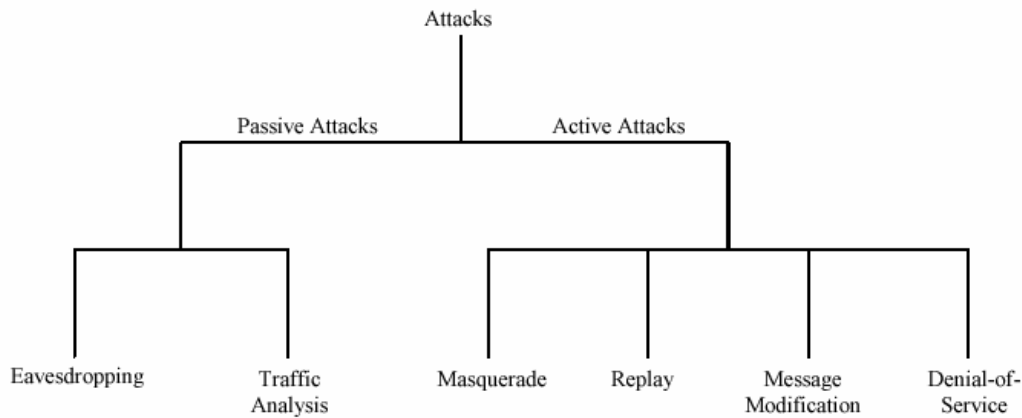 Attacks
Passive Attacks
Active Attacks
Eavesdropping
Traffic
Analysis
Masquerade
Replay
Message
Modification
Denial-of-
Service